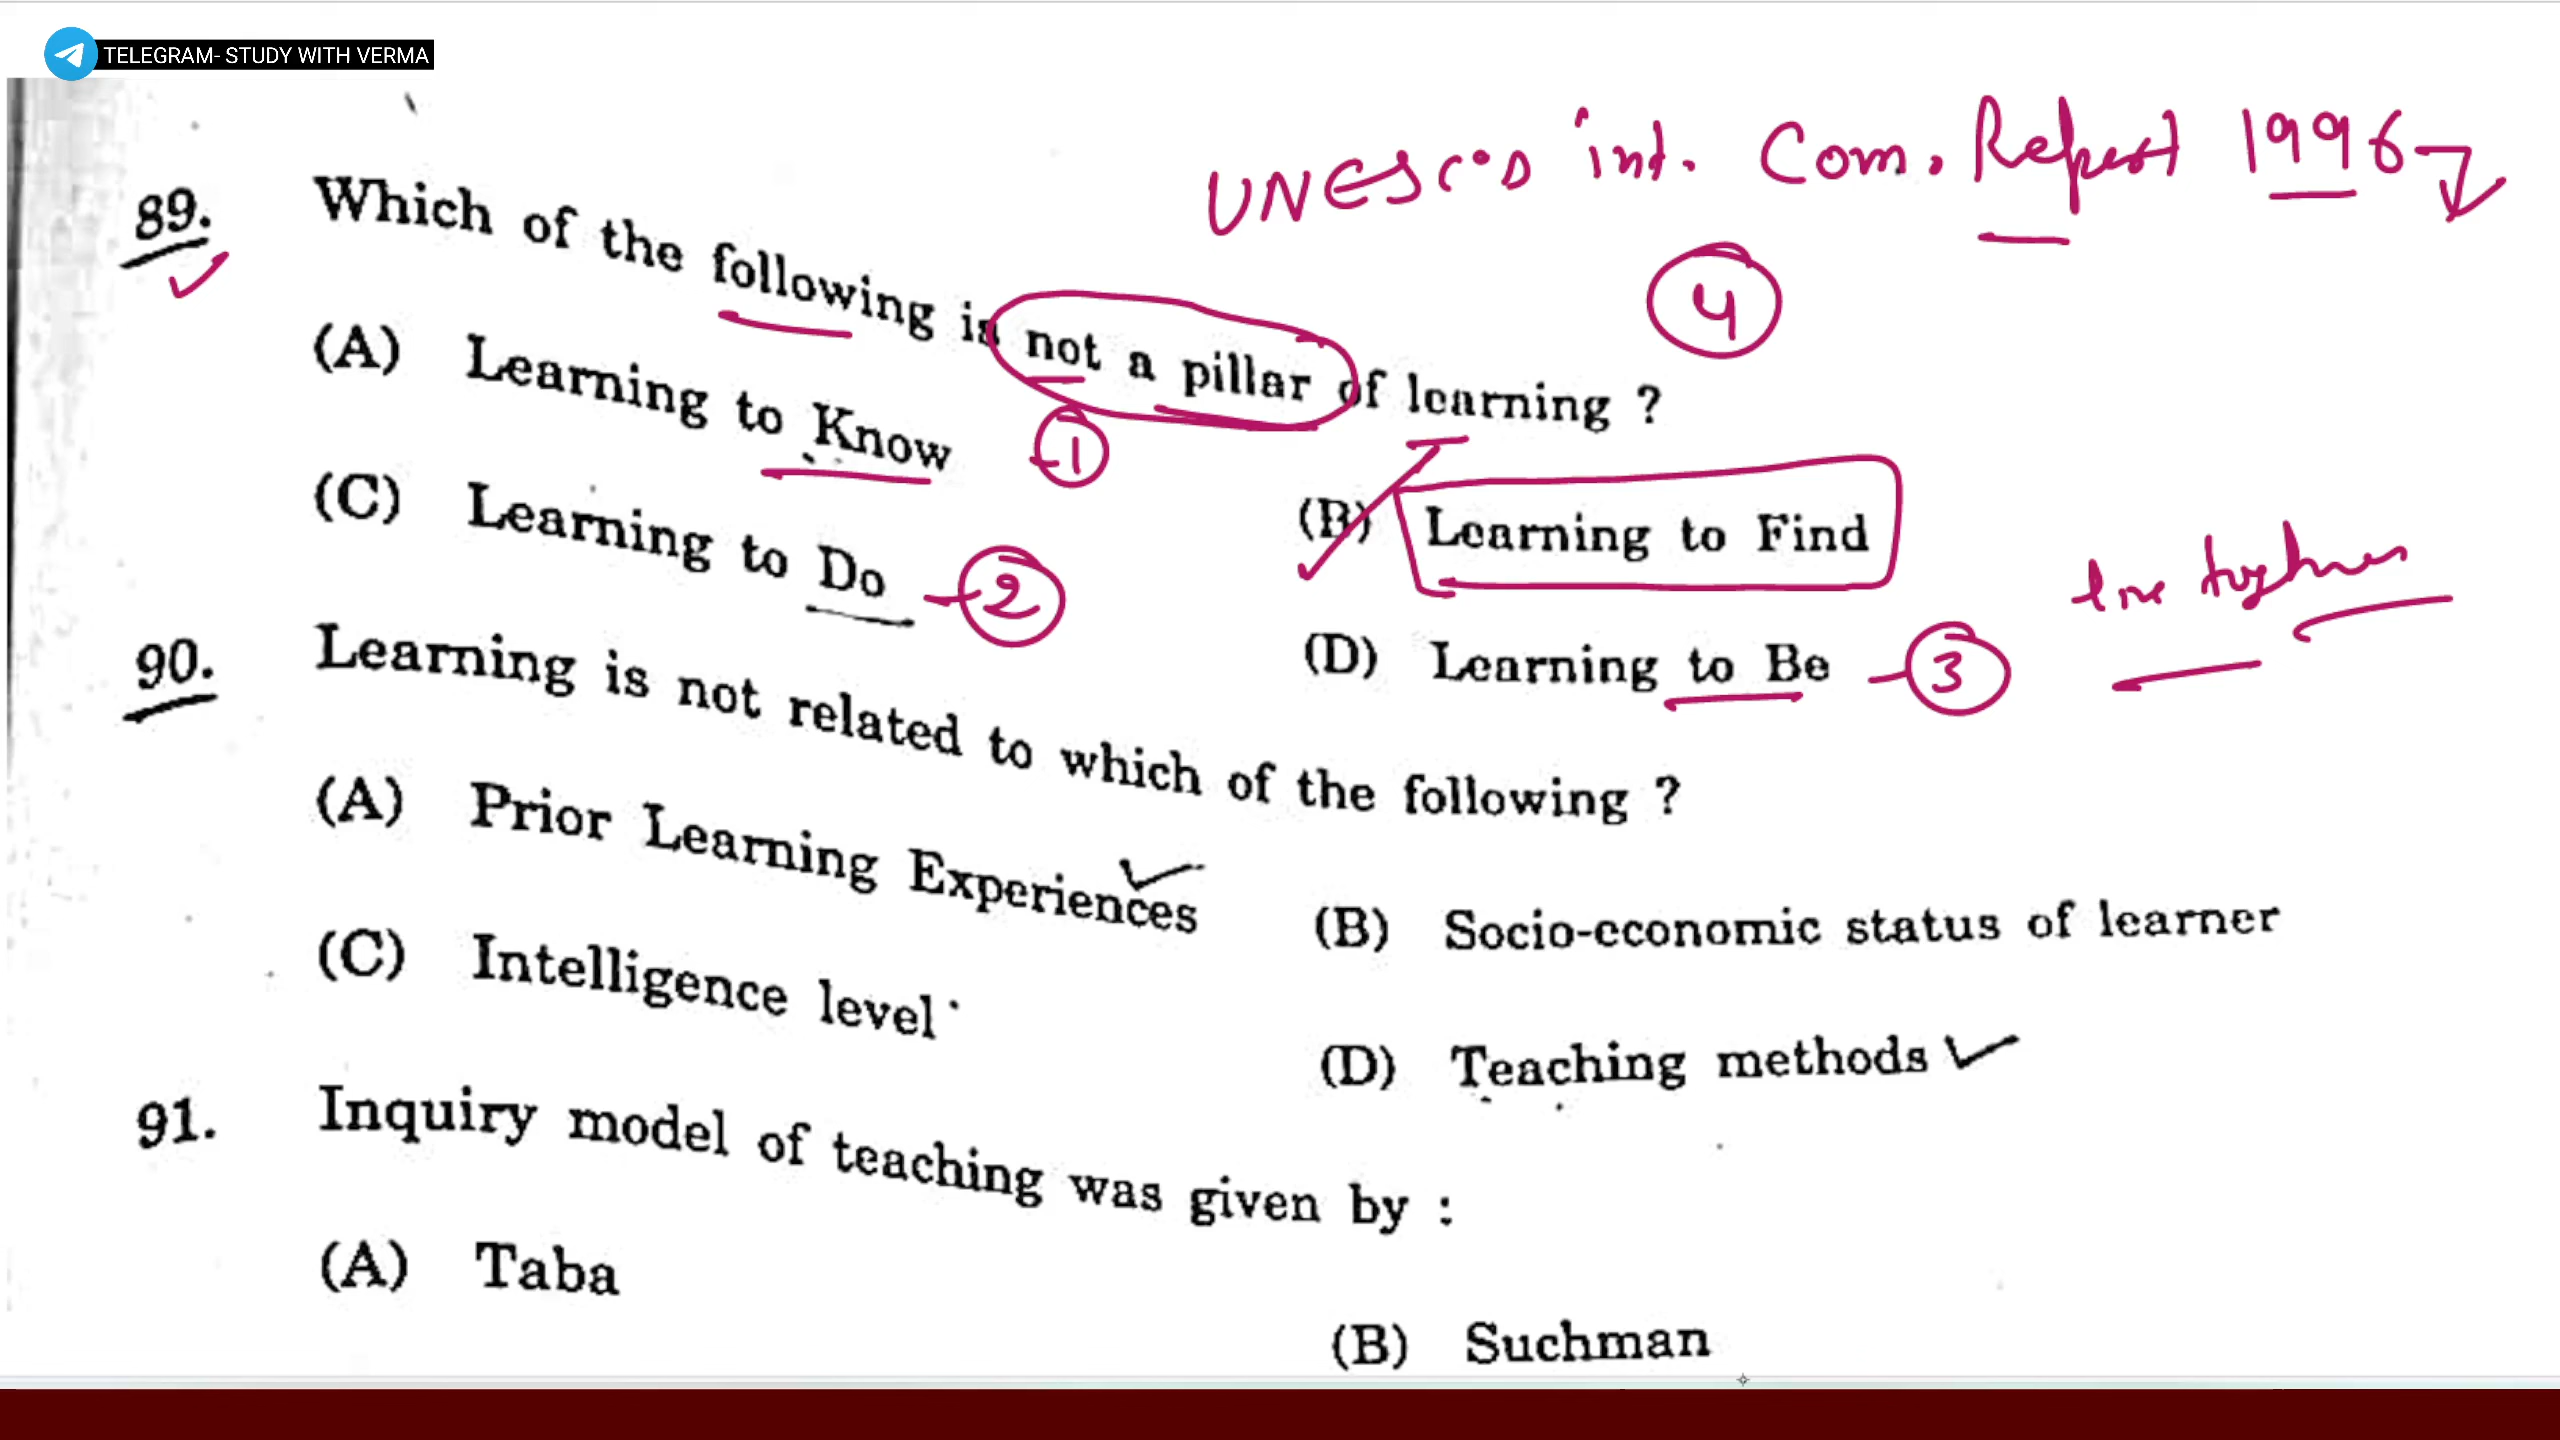 TELEGRAM- STUDY WITH VERMA
UNESCO'S int. Com. Report 1996
4
89. Which of the following is not a pillar of learning ?
(A) Learning to Know 1
(B) Learning to Find
(C) Learning to Do 2
live together
(D) Learning to Be 3
90. Learning is not related to which of the following ?
(A) Prior Learning Experiences
(B) Socio-economic status of learner
(C) Intelligence level
(D) Teaching methods
91. Inquiry model of teaching was given by :
(A) Taba
(B) Suchman